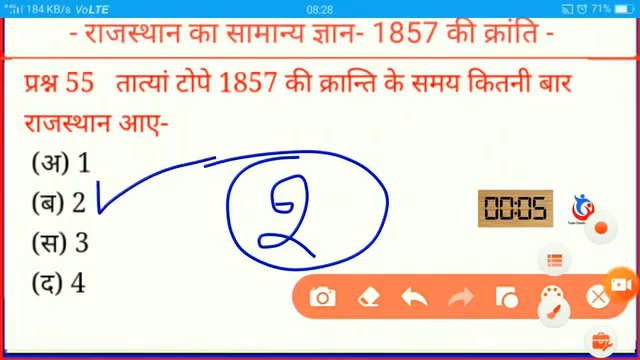 184 KB/s VoLTE 08:28 71%
- राजस्थान का सामान्य ज्ञान- 1857 की क्रांति -
प्रश्न 55 तात्यां टोपे 1857 की क्रान्ति के समय कितनी बार
राजस्थान आए-
(अ) 1
(ब) 2
(स) 3
(द) 4
2
00:05